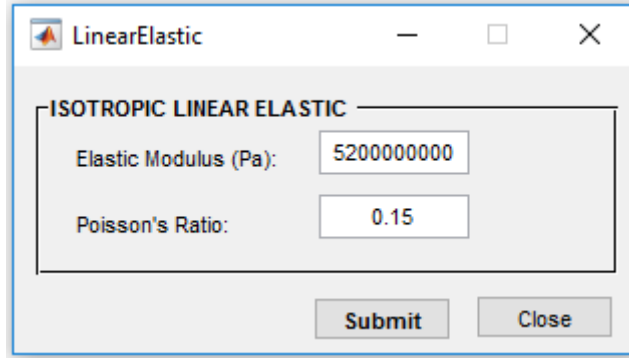 LinearElastic
ISOTROPIC LINEAR ELASTIC
Elastic Modulus (Pa): 5200000000
Poisson's Ratio: 0.15
Submit Close